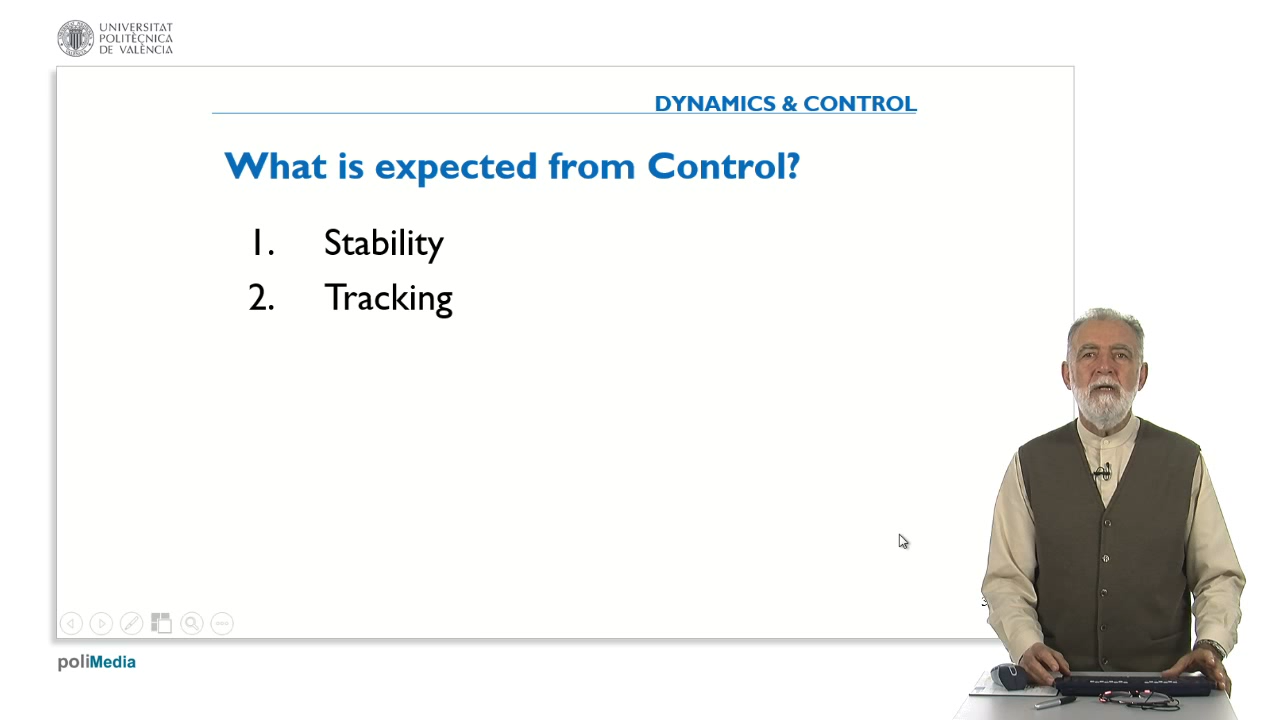 UNIVERSITAT
POLITÈCNICA
DE VALÈNCIA
DYNAMICS & CONTROL
What is expected from Control?
1. Stability
2. Tracking
poliMedia